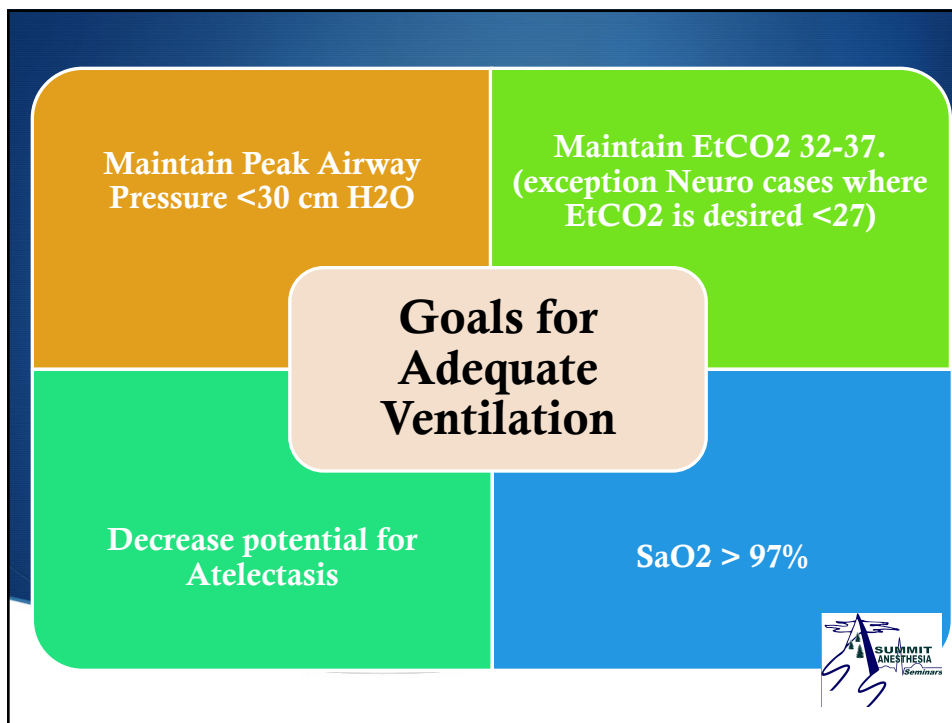 Maintain Peak Airway
Pressure <30 cm H2O
Maintain EtCO2 32-37.
(exception Neuro cases where
EtCO2 is desired <27)
Goals for
Adequate
Ventilation
Decrease potential for
Atelectasis
SaO2 > 97%
SUMMIT
ANESTHESIA
Seminars